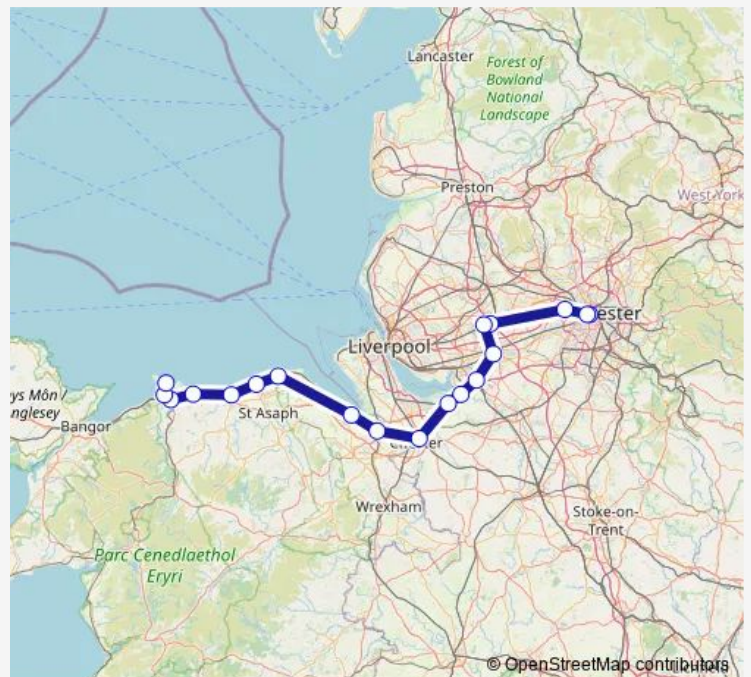 Lancaster
Forest of
Bowland
National
Landscape
Preston
West York
ester
Liverpool
ys Môn /
nglesey
Bangor
St Asaph
ter
Wrexham
Stoke-on-
Trent
Parc Cenedlaethol
Eryri
© OpenStreetMap contributors